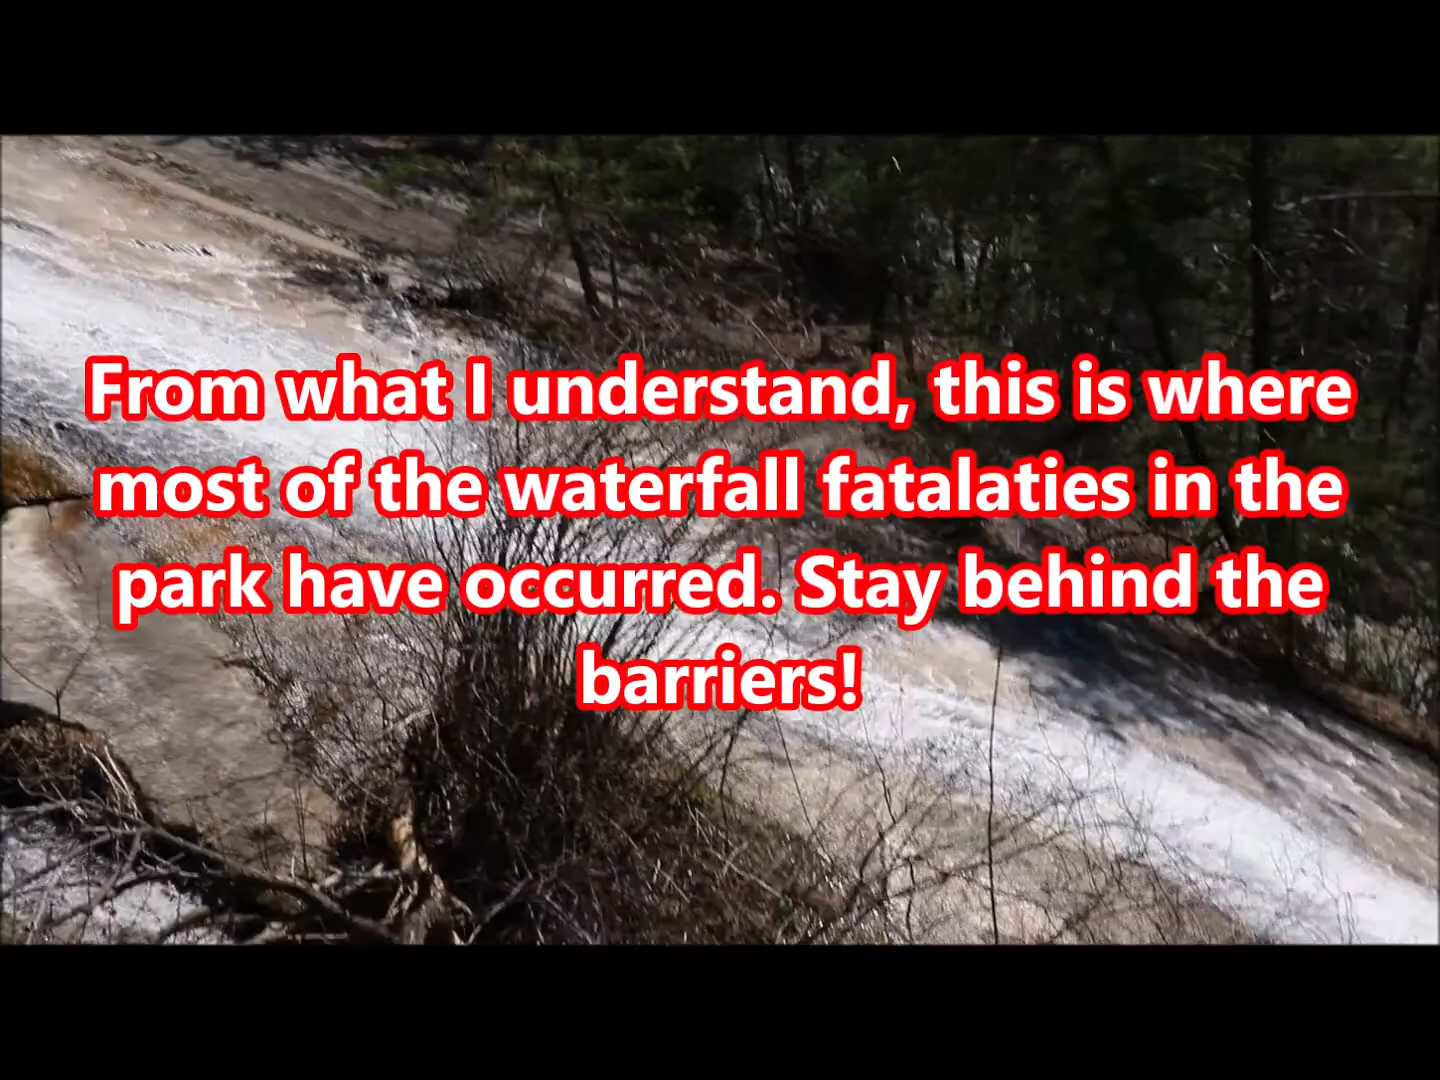 From what I understand, this is where
most of the waterfall fatalaties in the
park have occurred. Stay behind the
barriers!